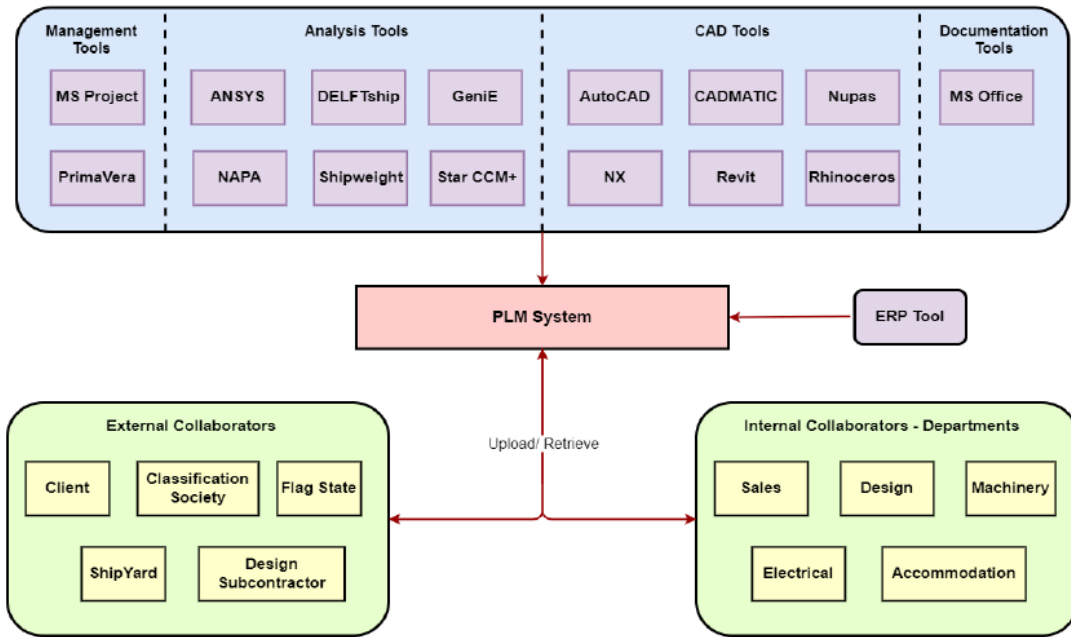 Management
Tools
Analysis Tools
CAD Tools
Documentation
Tools
MS Project
ANSYS
DELFTship
GeniE
AutoCAD
CADMATIC
Nupas
MS Office
PrimaVera
NAPA
Shipweight
Star CCM+
NX
Revit
Rhinoceros
PLM System
ERP Tool
Upload/ Retrieve
External Collaborators
Client
Classification
Society
Flag State
ShipYard
Design
Subcontractor
Internal Collaborators - Departments
Sales
Design
Machinery
Electrical
Accommodation